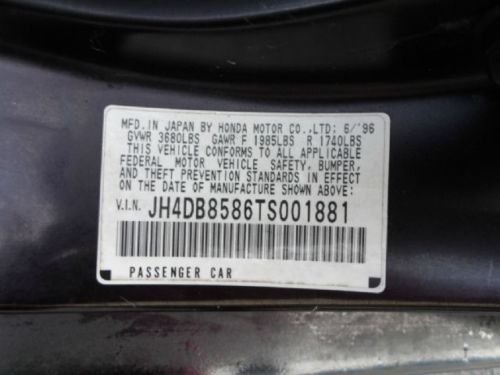 MFD. IN JAPAN BY HONDA MOTOR CO., LTD: 6/'96
GVWR 3680LBS GAWR F 1985LBS R 1740LBS
THIS VEHICLE CONFORMS TO ALL APPLICABLE
FEDERAL MOTOR VEHICLE SAFETY, BUMPER,
AND THEFT PREVENTION STANDARDS IN EFFECT
ON THE DATE OF MANUFACTURE SHOWN ABOVE:
V.I.N. JH4DB8586TS001881
PASSENGER CAR